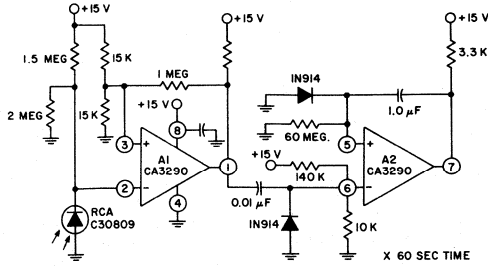 +15 V
+15 V
+15 V
1.5 MEG
15 K
1 MEG
3.3 K
1N914
+15 V
1.0 µF
2 MEG
15 K
8
60 MEG.
3
+
A1
CA3290
1
5
+
A2
CA3290
7
+15 V
140 K
2
−
4
0.01 µF
6
−
RCA
C30809
1N914
10 K
X 60 SEC TIME